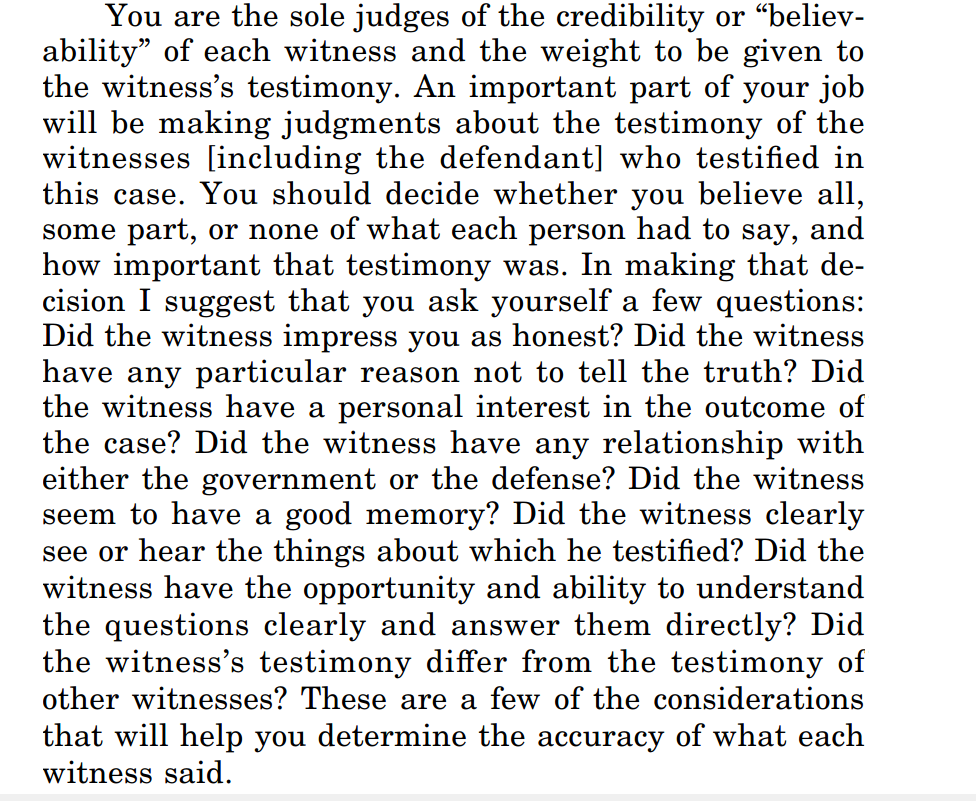 You are the sole judges of the credibility or “believ-
ability” of each witness and the weight to be given to
the witness’s testimony. An important part of your job
will be making judgments about the testimony of the
witnesses [including the defendant] who testified in
this case. You should decide whether you believe all,
some part, or none of what each person had to say, and
how important that testimony was. In making that de-
cision I suggest that you ask yourself a few questions:
Did the witness impress you as honest? Did the witness
have any particular reason not to tell the truth? Did
the witness have a personal interest in the outcome of
the case? Did the witness have any relationship with
either the government or the defense? Did the witness
seem to have a good memory? Did the witness clearly
see or hear the things about which he testified? Did the
witness have the opportunity and ability to understand
the questions clearly and answer them directly? Did
the witness’s testimony differ from the testimony of
other witnesses? These are a few of the considerations
that will help you determine the accuracy of what each
witness said.